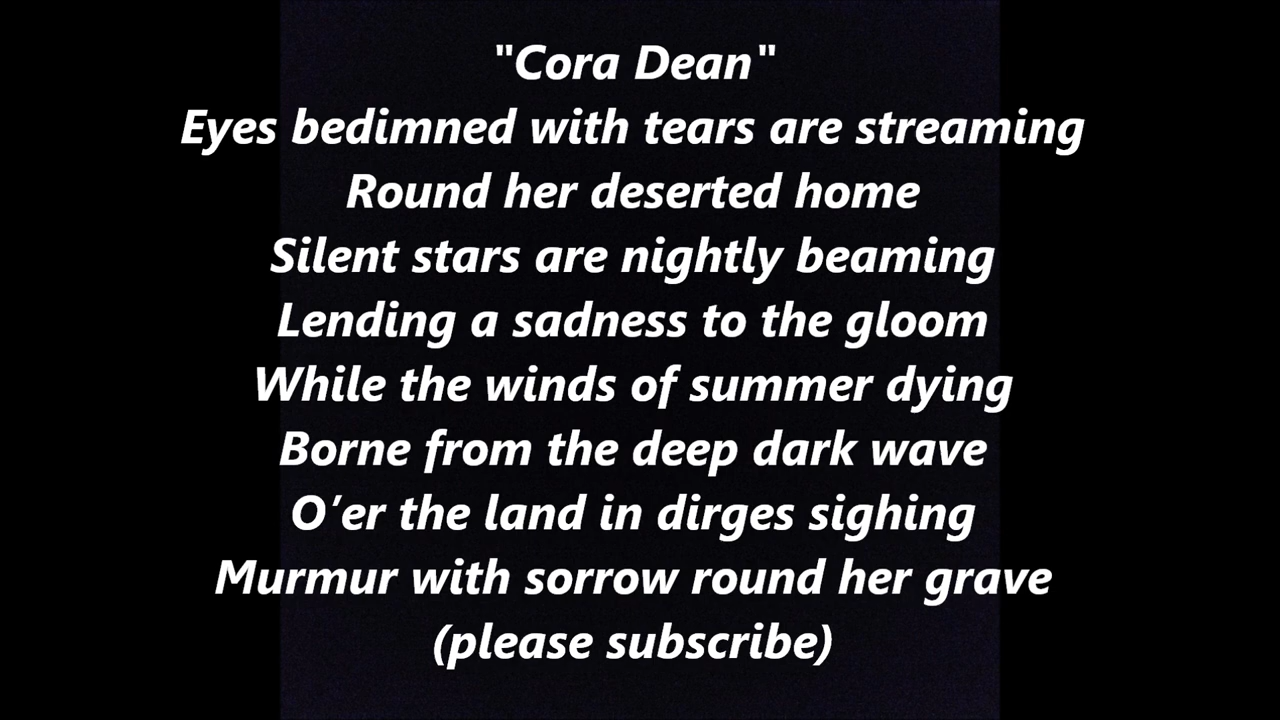 "Cora Dean"
Eyes bedimned with tears are streaming
Round her deserted home
Silent stars are nightly beaming
Lending a sadness to the gloom
While the winds of summer dying
Borne from the deep dark wave
O’er the land in dirges sighing
Murmur with sorrow round her grave
(please subscribe)